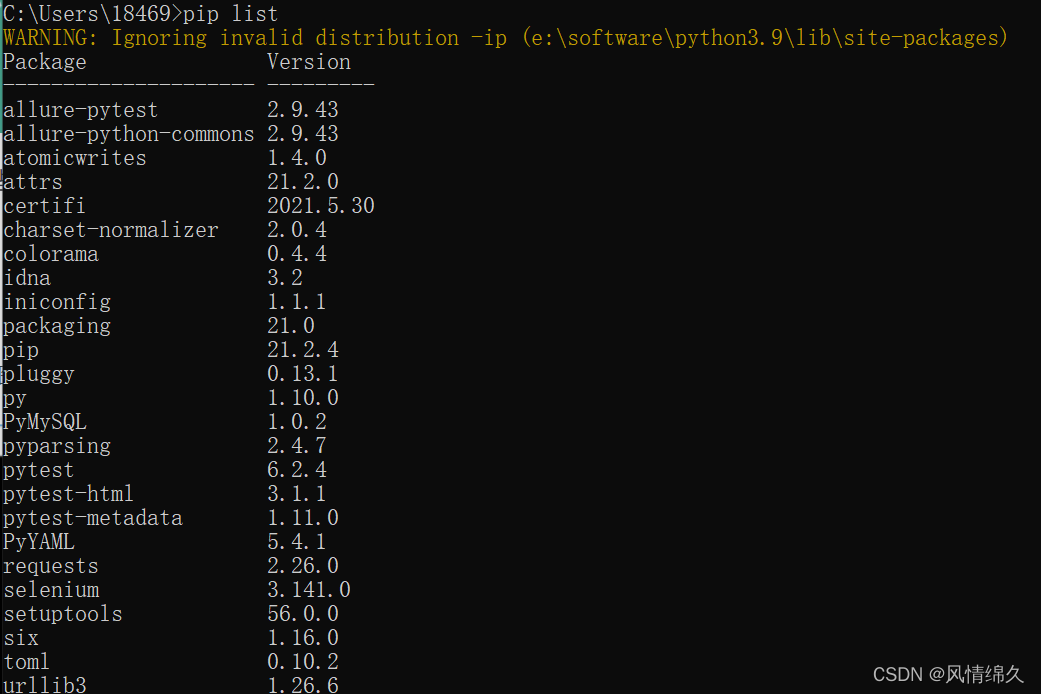 C:\Users\18469>pip list
WARNING: Ignoring invalid distribution -ip (e:\software\python3.9\lib\site-packages)
Package Version
--------------------- ---------
allure-pytest 2.9.43
allure-python-commons 2.9.43
atomicwrites 1.4.0
attrs 21.2.0
certifi 2021.5.30
charset-normalizer 2.0.4
colorama 0.4.4
idna 3.2
iniconfig 1.1.1
packaging 21.0
pip 21.2.4
pluggy 0.13.1
py 1.10.0
PyMySQL 1.0.2
pyparsing 2.4.7
pytest 6.2.4
pytest-html 3.1.1
pytest-metadata 1.11.0
PyYAML 5.4.1
requests 2.26.0
selenium 3.141.0
setuptools 56.0.0
six 1.16.0
toml 0.10.2
urllib3 1.26.6
CSDN @风情绵久